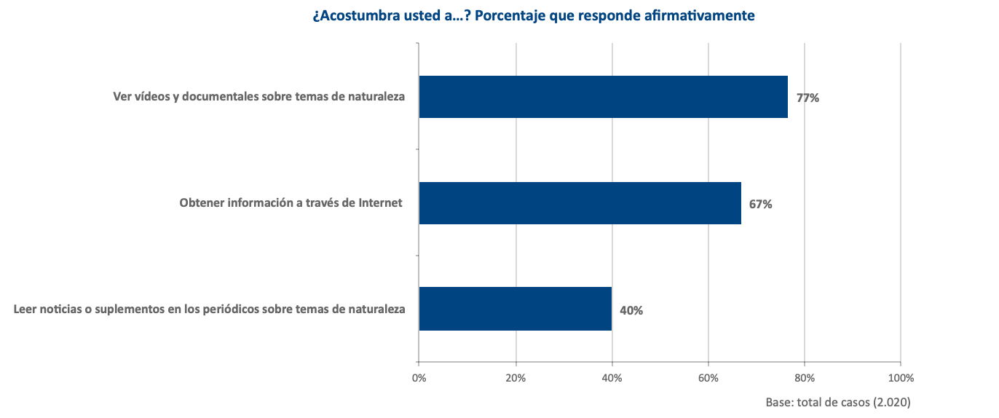 ¿Acostumbra usted a...? Porcentaje que responde afirmativamente
Ver vídeos y documentales sobre temas de naturaleza
77%
Obtener información a través de Internet
67%
Leer noticias o suplementos en los periódicos sobre temas de naturaleza
40%
0% 20% 40% 60% 80% 100%
Base: total de casos (2.020)